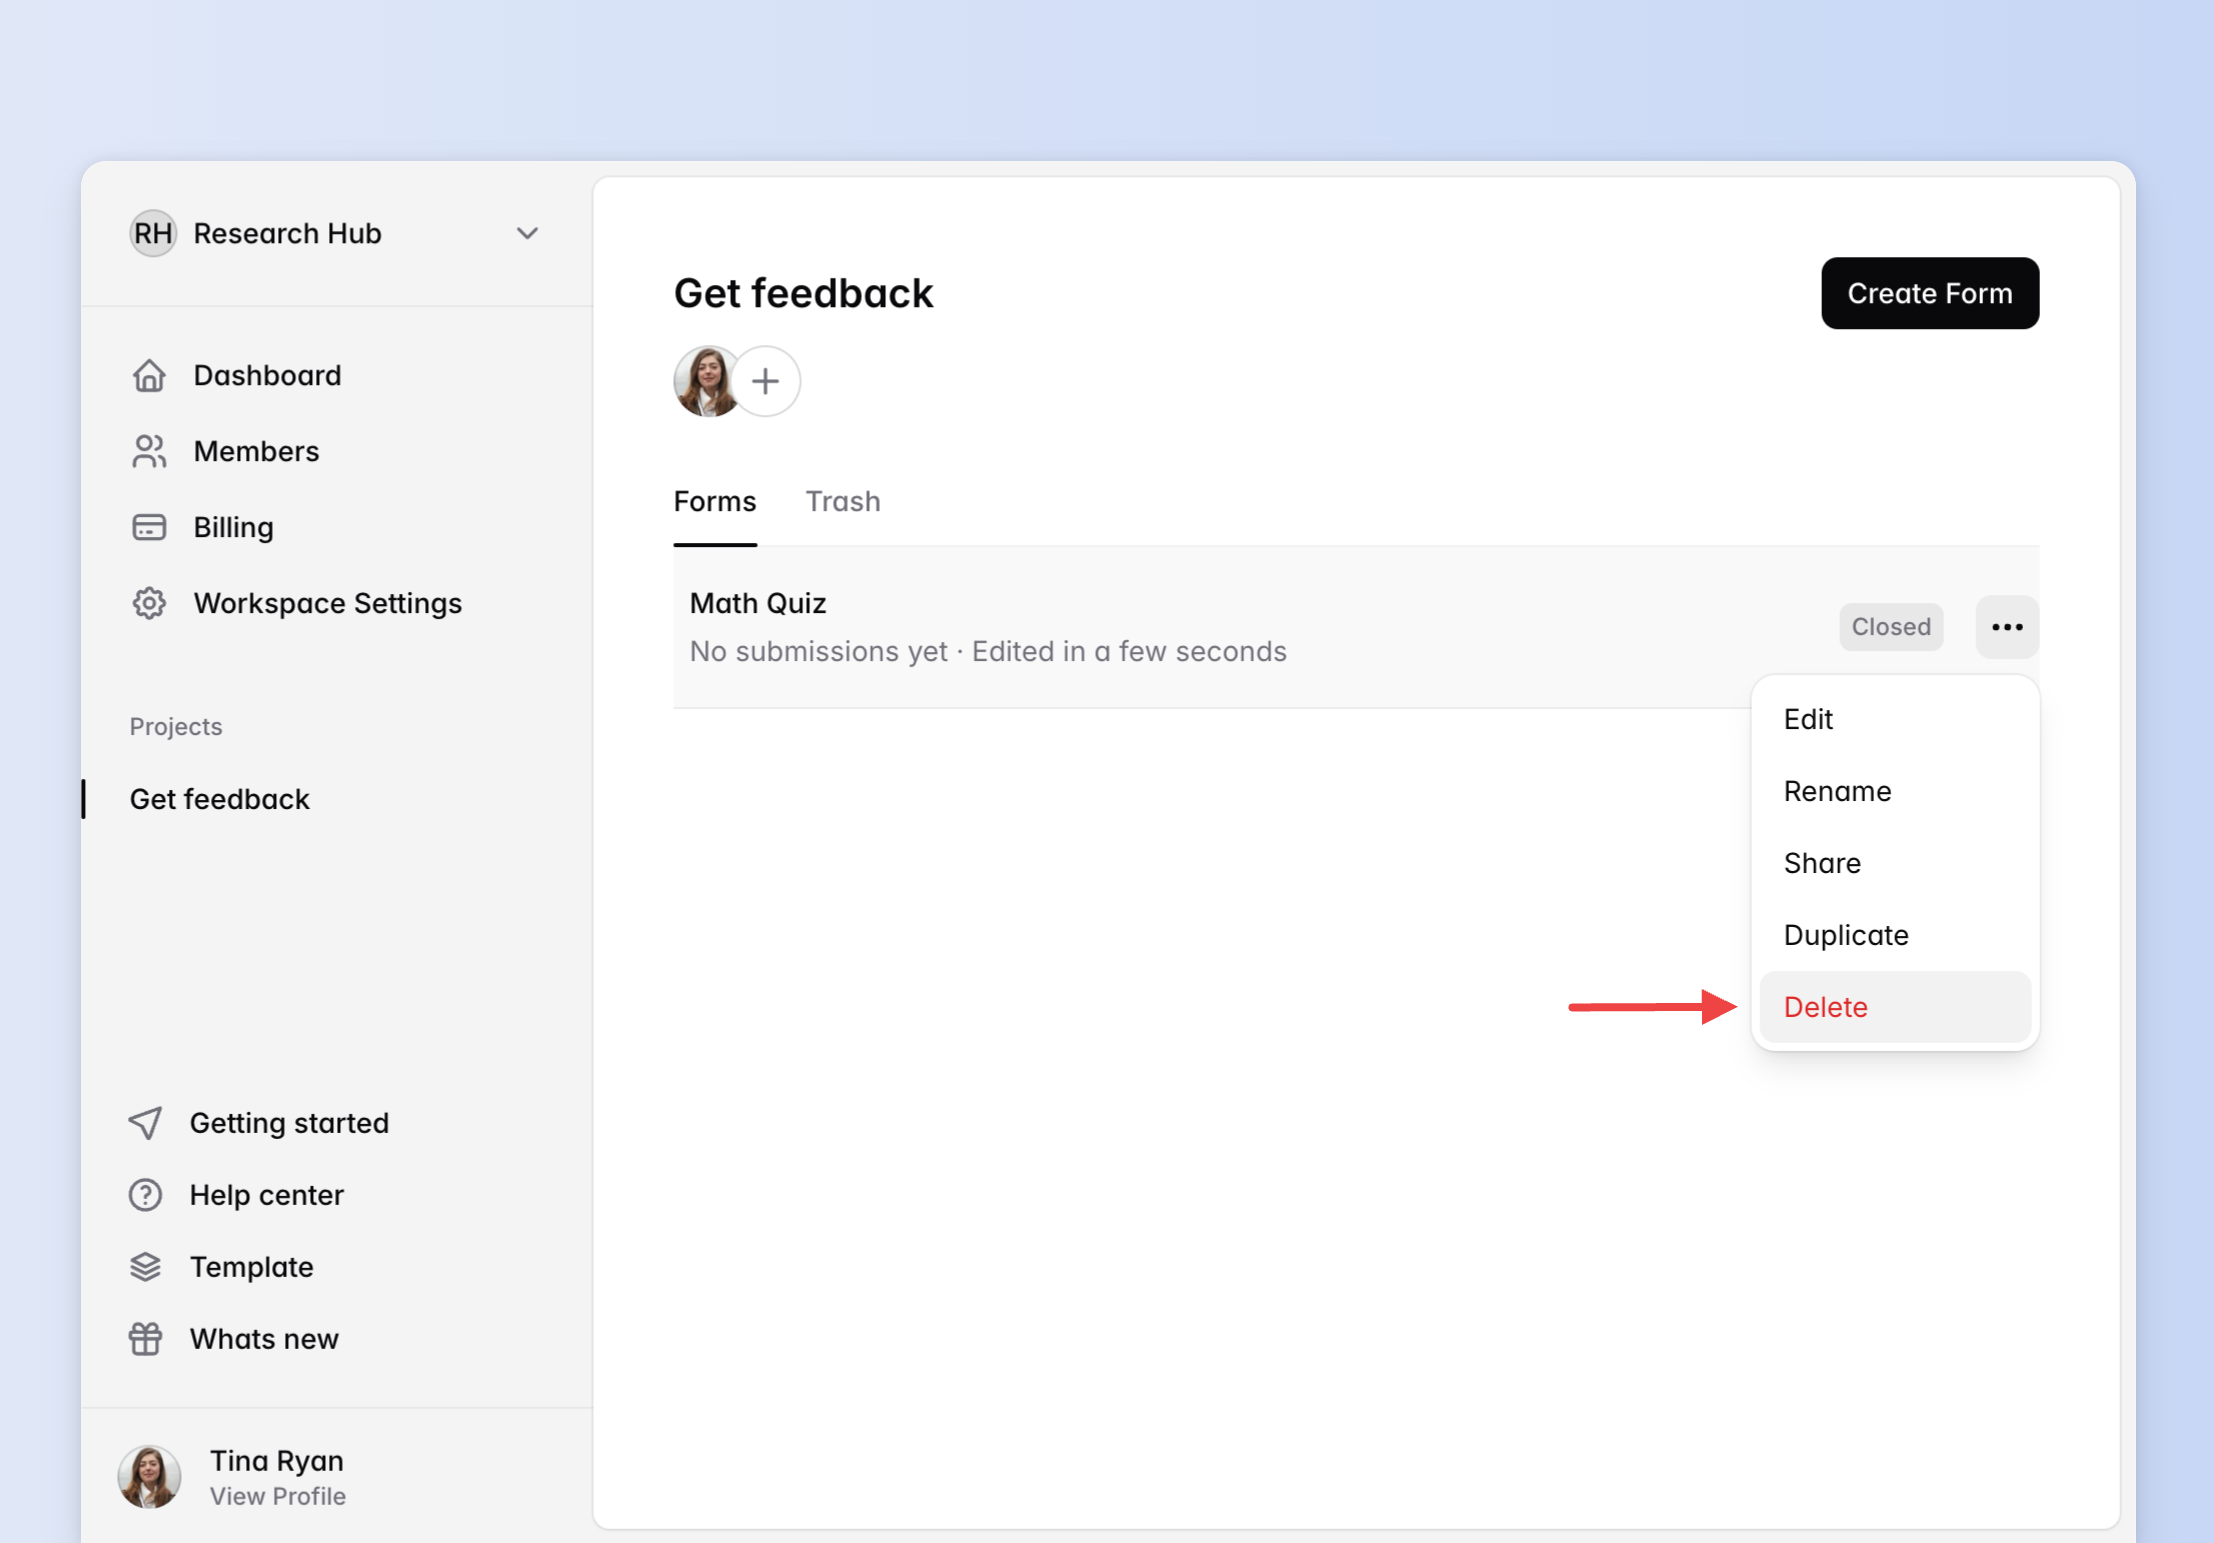 RH Research Hub
Dashboard
Members
Billing
Workspace Settings
Projects
Get feedback
Getting started
Help center
Template
Whats new
Tina Ryan
View Profile
Get feedback
Create Form
Forms Trash
Math Quiz
No submissions yet · Edited in a few seconds
Closed
Edit
Rename
Share
Duplicate
Delete